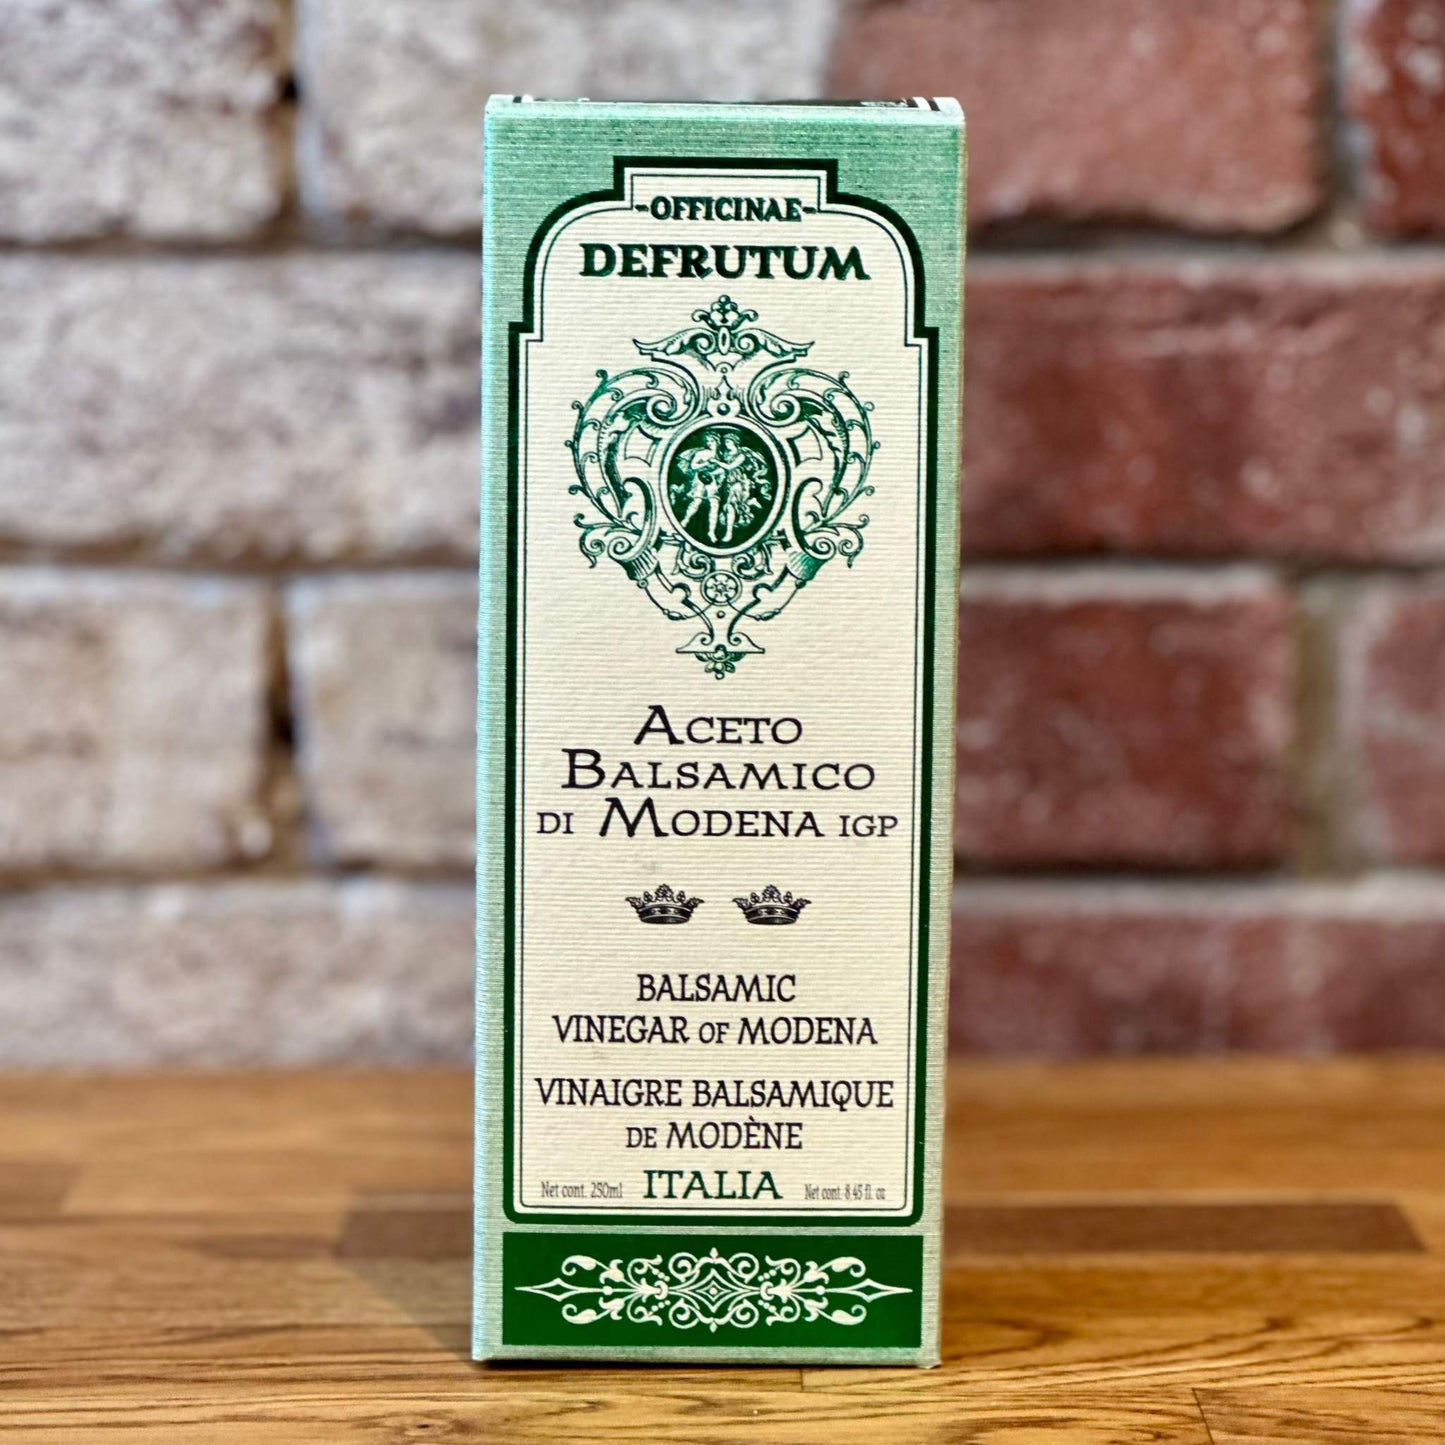 -OFFICINAE-
DEFRUTUM
ACETO
BALSAMICO
DI MODENA IGP
BALSAMIC
VINEGAR OF MODENA
VINAIGRE BALSAMIQUE
DE MODÈNE
Net cont. 250ml ITALIA Net cont. 8.45 fl. oz